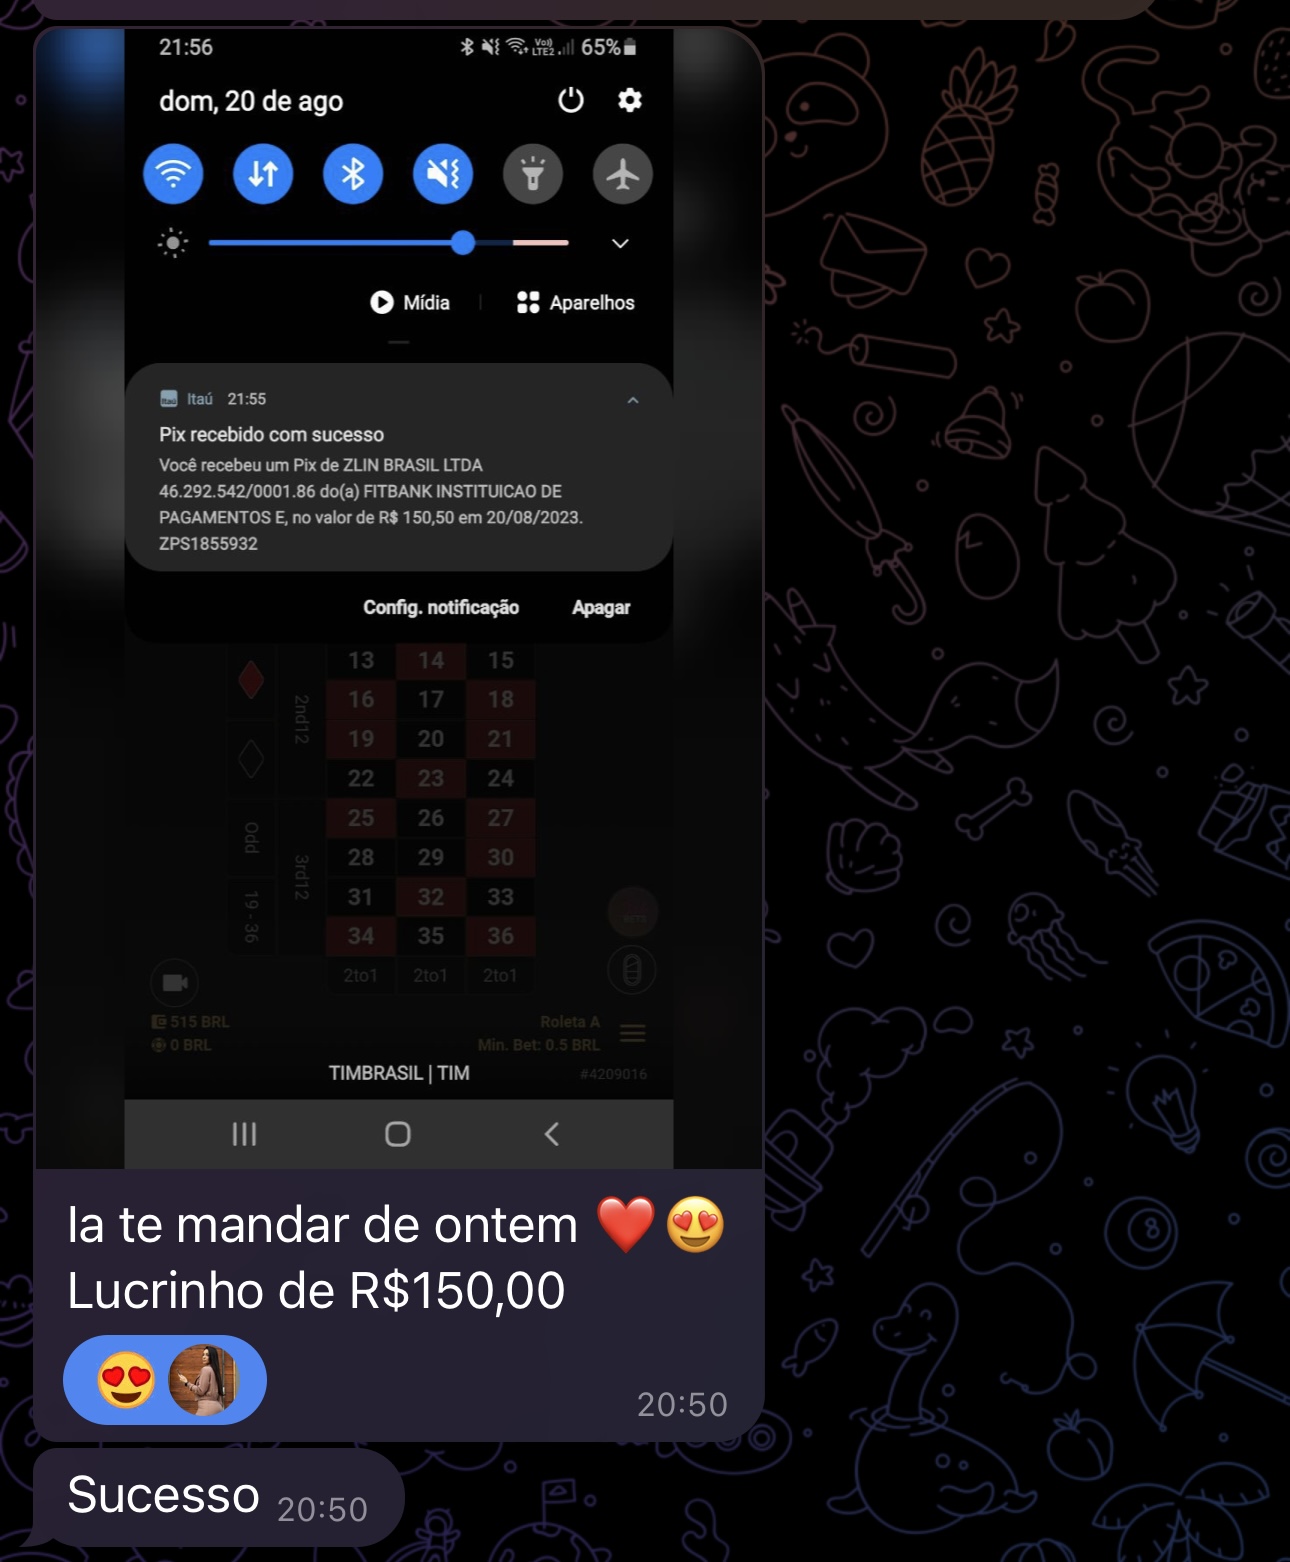 21:56
Vo)) LTE2 65%
dom, 20 de ago
Mídia
Aparelhos
Itaú 21:55
Pix recebido com sucesso
Você recebeu um Pix de ZLIN BRASIL LTDA
46.292.542/0001.86 do(a) FITBANK INSTITUICAO DE
PAGAMENTOS E, no valor de R$ 150,50 em 20/08/2023.
ZPS1855932
Config. notificação
Apagar
13 14 15
16 17 18
2nd12
19 20 21
22 23 24
25 26 27
Odd
28 29 30
3rd12
31 32 33
19 - 36
34 35 36
2to1 2to1 2to1
515 BRL
Roleta A
0 BRL
Min. Bet: 0.5 BRL
TIMBRASIL | TIM
#4209016
Ia te mandar de ontem ❤️😍
Lucrinho de R$150,00
20:50
Sucesso 20:50